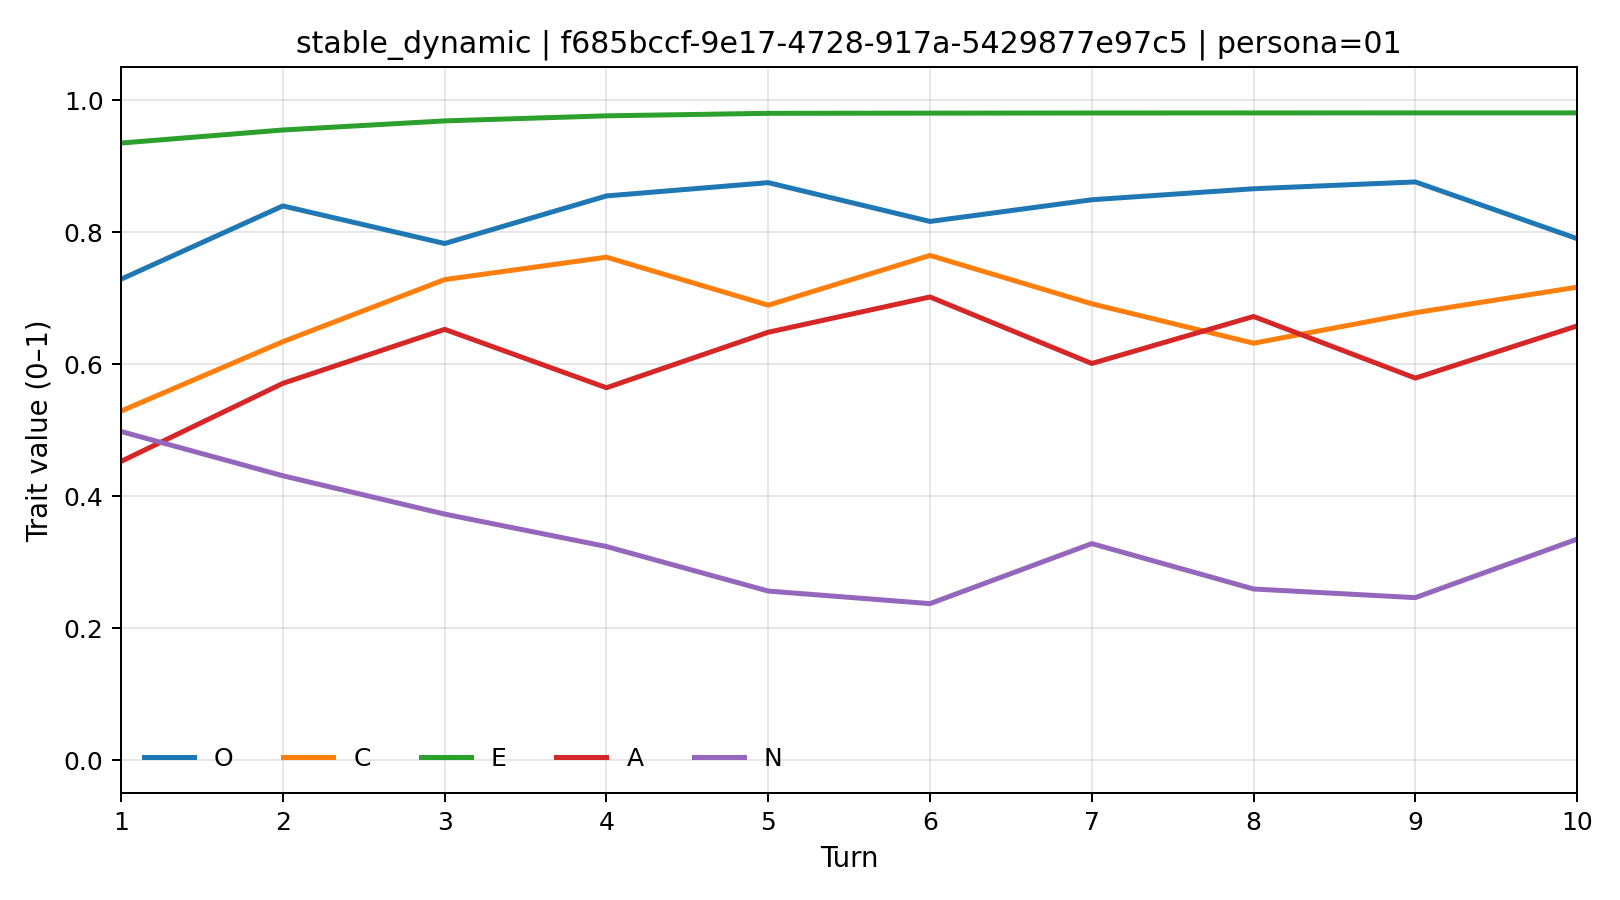 stable_dynamic | f685bccf-9e17-4728-917a-5429877e97c5 | persona=01
Trait value (0–1)
1.0
0.8
0.6
0.4
0.2
0.0
O C E A N
1 2 3 4 5 6 7 8 9 10
Turn